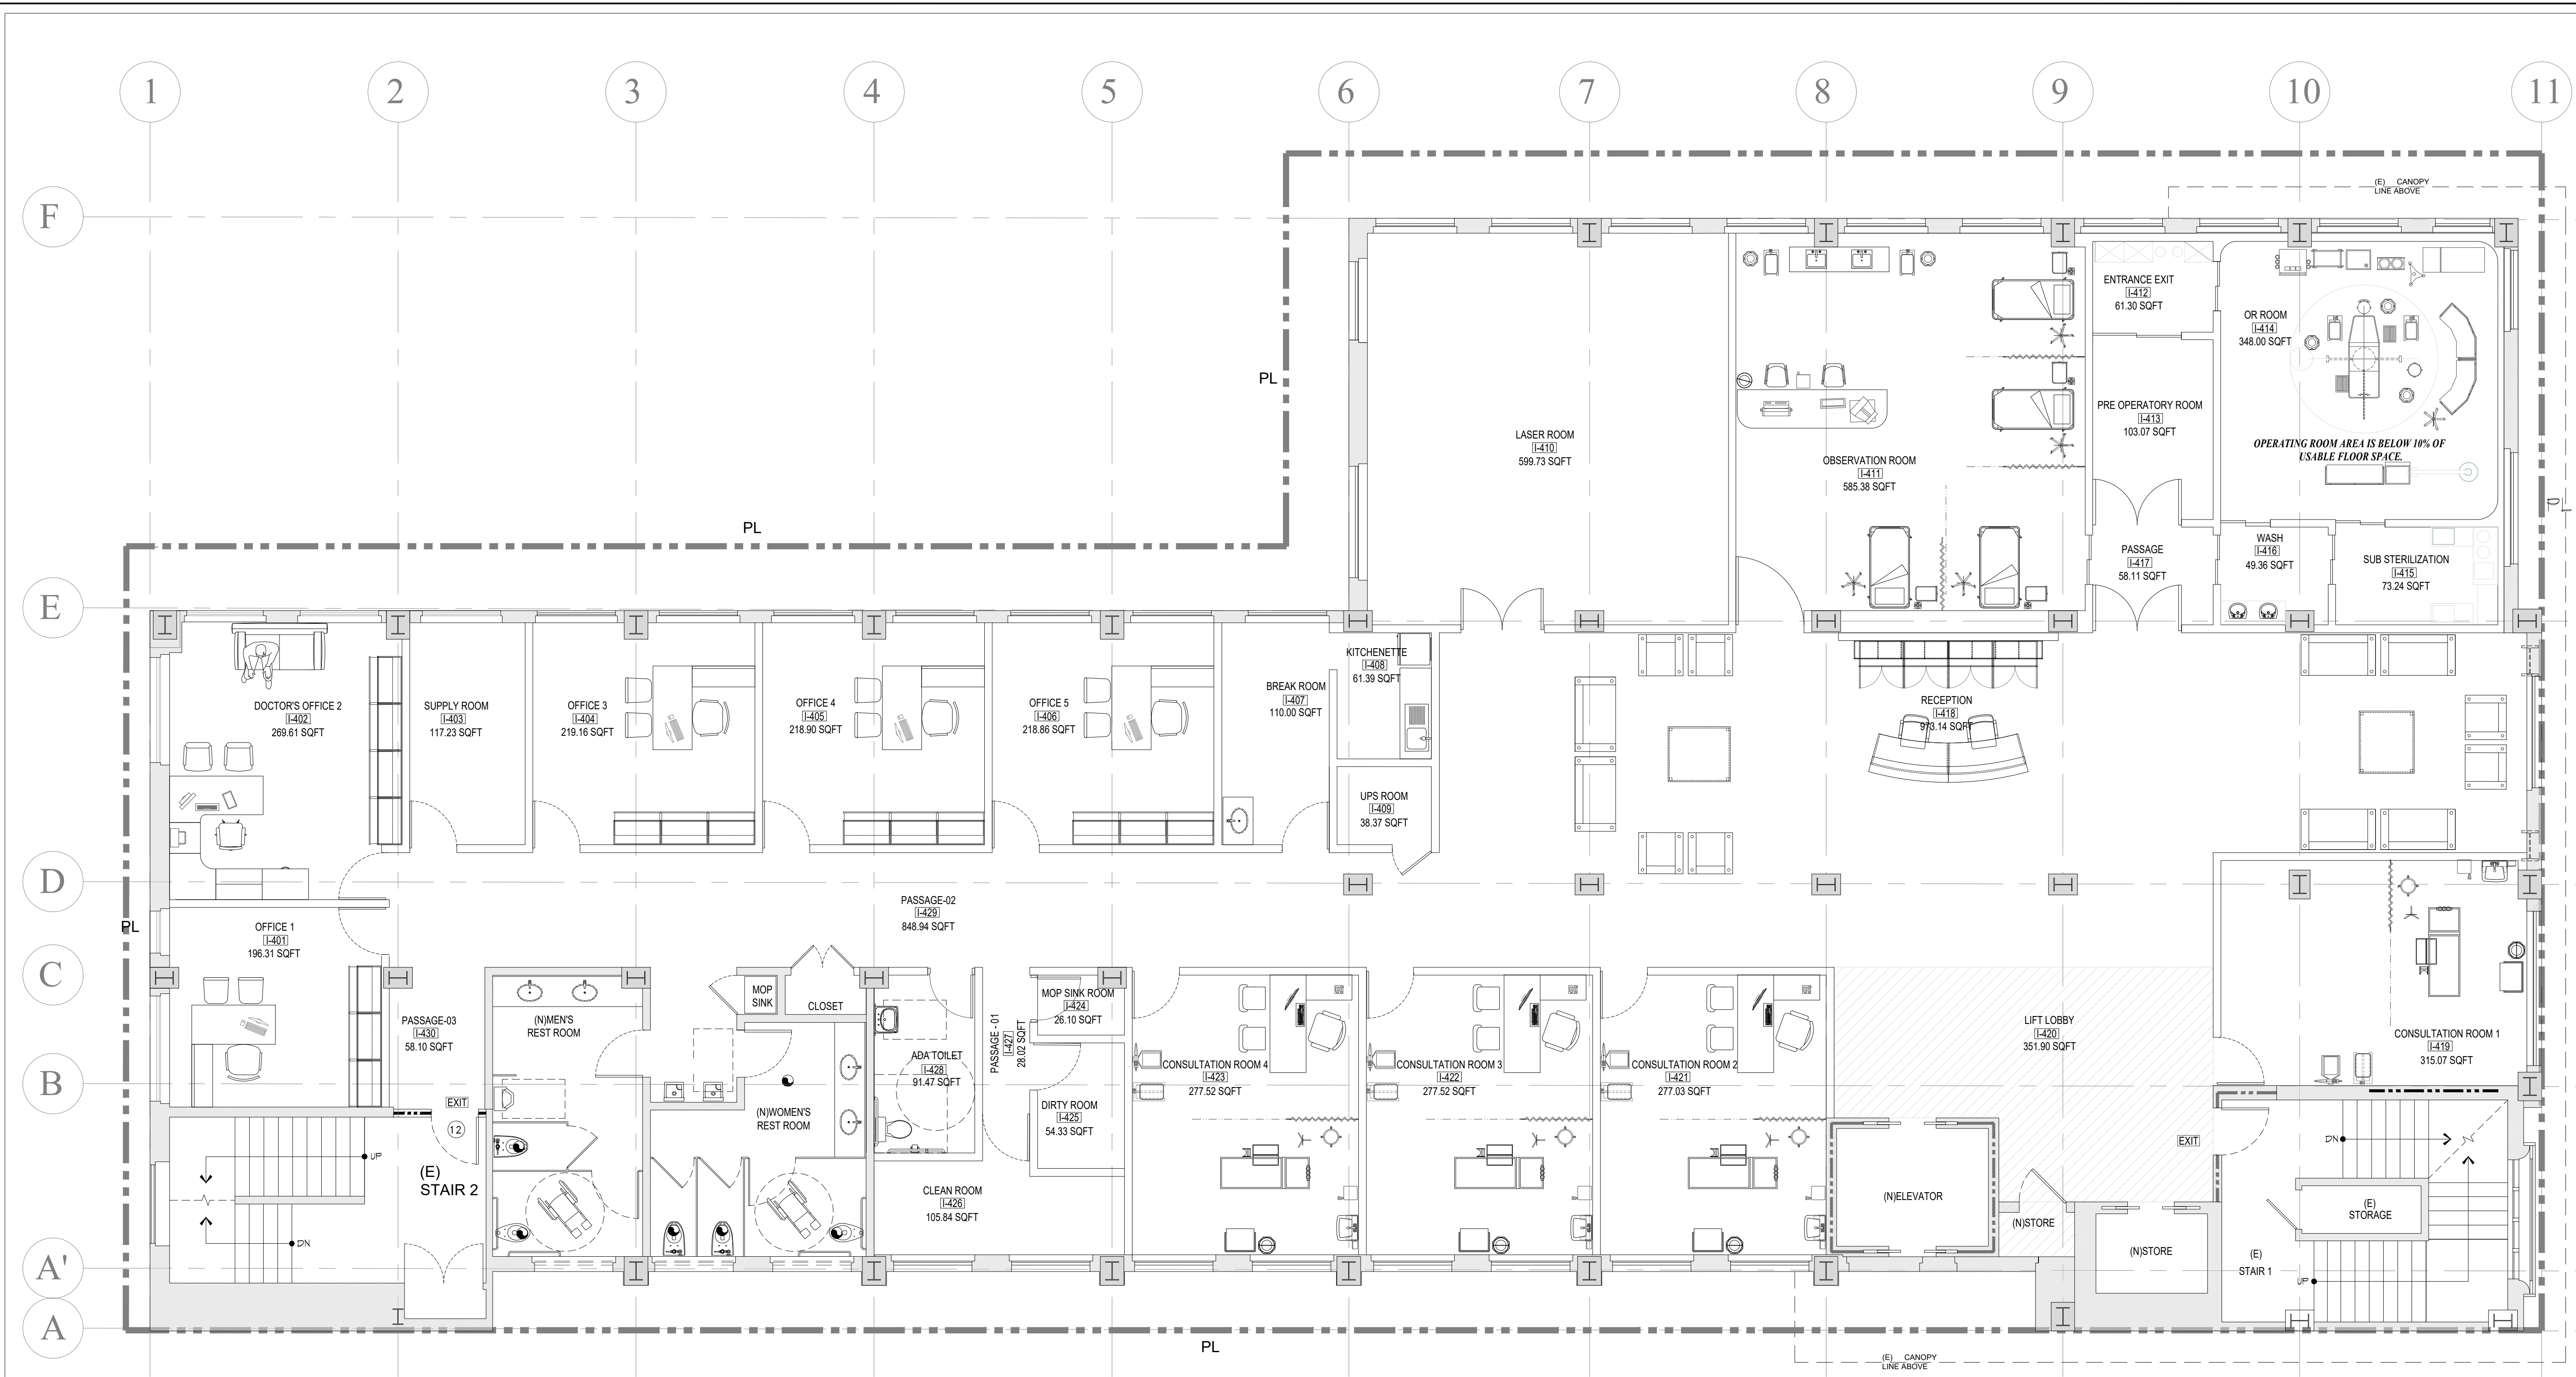 1
2
3
4
5
6
7
8
9
10
11
F
E
D
C
B
A'
A
(E) CANOPY
LINE ABOVE
PL
PL
PL
PL
PL
ENTRANCE EXIT
I-412
61.30 SQFT
OR ROOM
I-414
348.00 SQFT
OPERATING ROOM AREA IS BELOW 10% OF
USABLE FLOOR SPACE.
PRE OPERATORY ROOM
I-413
103.07 SQFT
LASER ROOM
I-410
599.73 SQFT
OBSERVATION ROOM
I-411
585.38 SQFT
PASSAGE
I-417
58.11 SQFT
WASH
I-416
49.36 SQFT
SUB STERILIZATION
I-415
73.24 SQFT
DOCTOR'S OFFICE 2
I-402
269.61 SQFT
SUPPLY ROOM
I-403
117.23 SQFT
OFFICE 3
I-404
219.16 SQFT
OFFICE 4
I-405
218.90 SQFT
OFFICE 5
I-406
218.86 SQFT
BREAK ROOM
I-407
110.00 SQFT
KITCHENETTE
I-408
61.39 SQFT
UPS ROOM
I-409
38.37 SQFT
RECEPTION
I-418
973.14 SQFT
OFFICE 1
I-401
196.31 SQFT
PASSAGE-02
I-429
848.94 SQFT
PASSAGE-03
I-430
58.10 SQFT
(N)MEN'S
REST ROOM
MOP
SINK
CLOSET
(N)WOMEN'S
REST ROOM
ADA TOILET
I-428
91.47 SQFT
PASSAGE - 01
I-427
28.02 SQFT
MOP SINK ROOM
I-424
26.10 SQFT
DIRTY ROOM
I-425
54.33 SQFT
CLEAN ROOM
I-426
105.84 SQFT
CONSULTATION ROOM 4
I-423
277.52 SQFT
CONSULTATION ROOM 3
I-422
277.52 SQFT
CONSULTATION ROOM 2
I-421
277.03 SQFT
LIFT LOBBY
I-420
351.90 SQFT
CONSULTATION ROOM 1
I-419
315.07 SQFT
EXIT
12
(E)
STAIR 2
UP
DN
(N)ELEVATOR
(N)STORE
(N)STORE
EXIT
DN
(E)
STORAGE
(E)
STAIR 1
UP
(E) CANOPY
LINE ABOVE